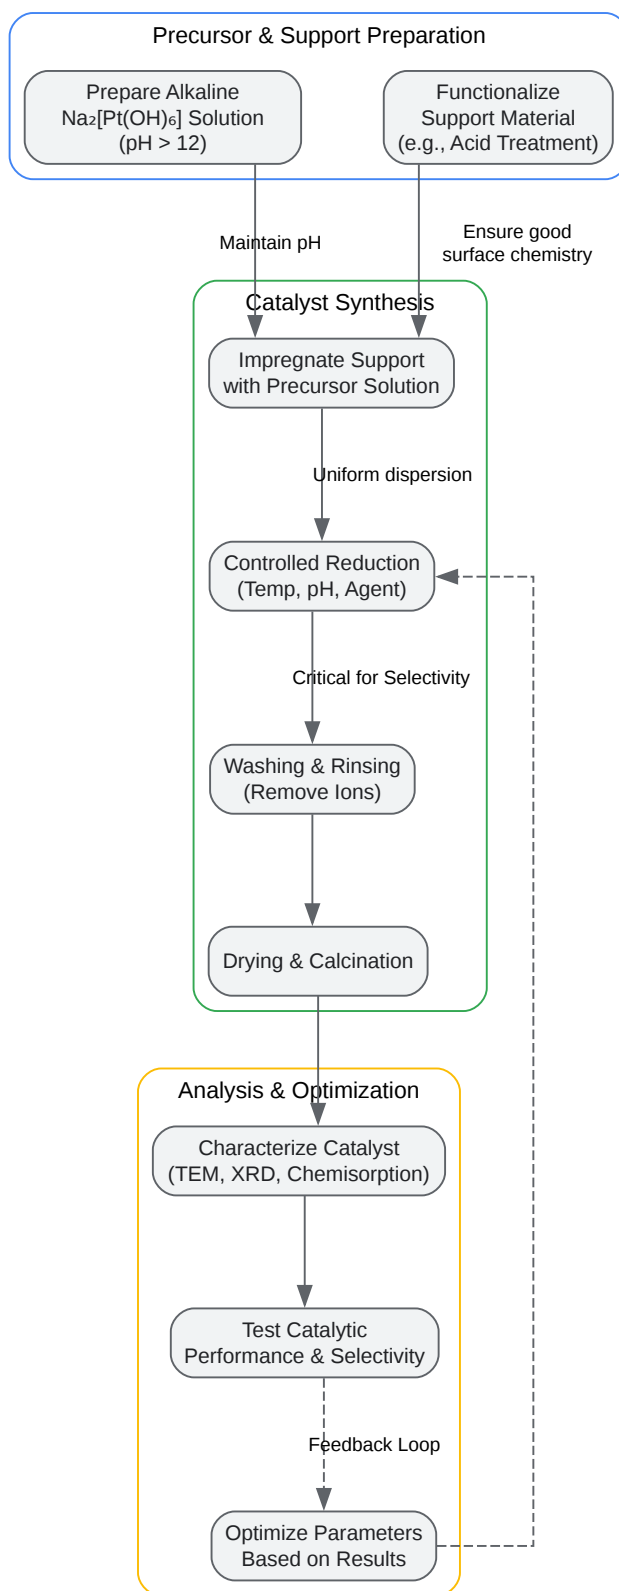 Precursor & Support Preparation
Prepare Alkaline
Na₂[Pt(OH)₆] Solution
(pH > 12)
Functionalize
Support Material
(e.g., Acid Treatment)
Maintain pH
Ensure good
surface chemistry
Catalyst Synthesis
Impregnate Support
with Precursor Solution
Uniform dispersion
Controlled Reduction
(Temp, pH, Agent)
Critical for Selectivity
Washing & Rinsing
(Remove Ions)
Drying & Calcination
Analysis & Optimization
Characterize Catalyst
(TEM, XRD, Chemisorption)
Test Catalytic
Performance & Selectivity
Feedback Loop
Optimize Parameters
Based on Results